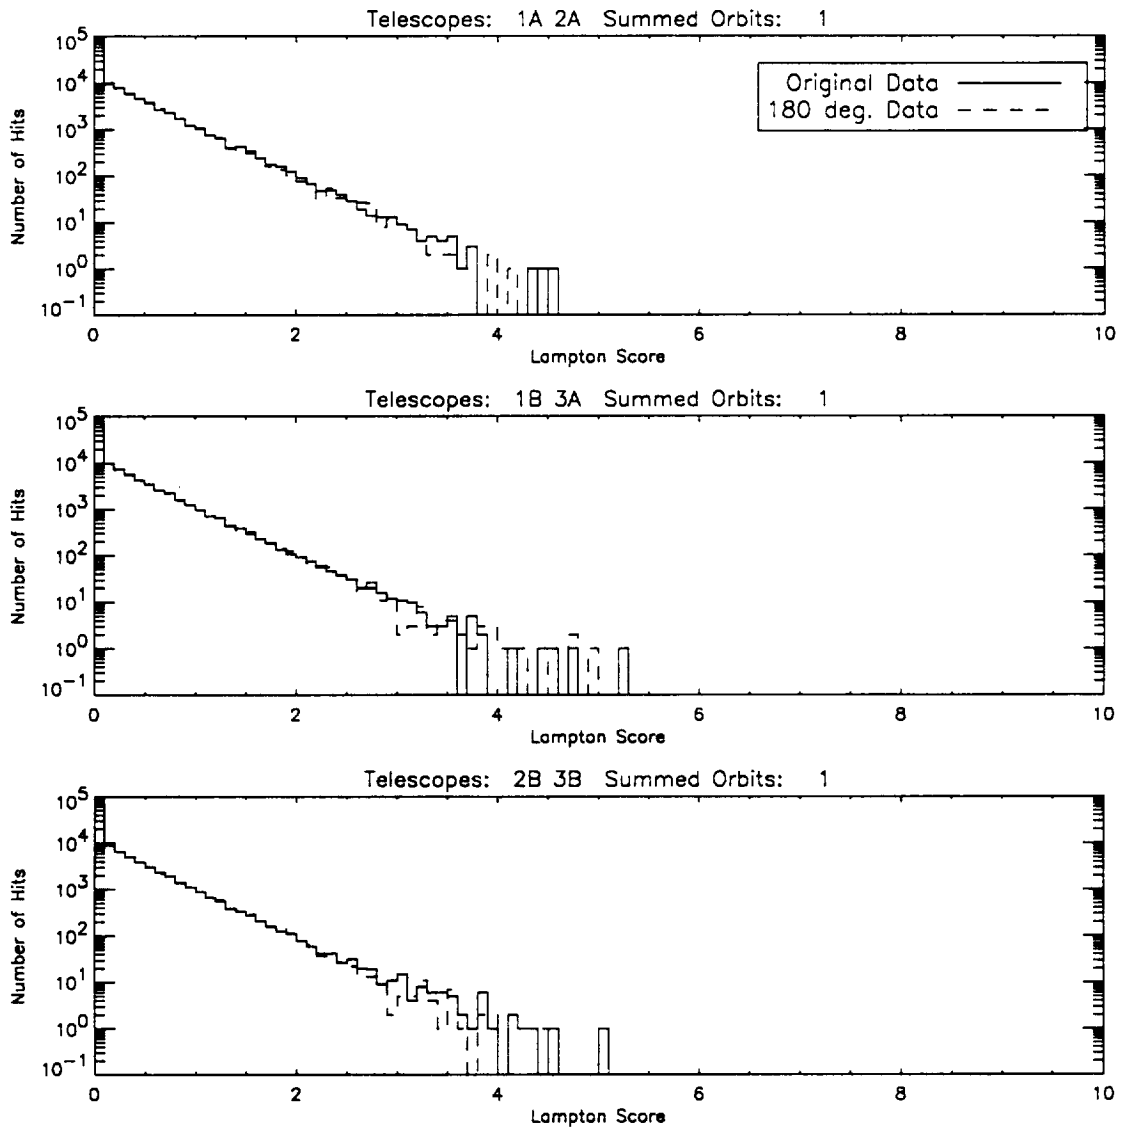 Telescopes: 1A 2A Summed Orbits: 1
10^5
10^4
10^3
10^2
10^1
10^0
10^-1
Number of Hits
Original Data
180 deg. Data
0 2 4 6 8 10
Lampton Score
Telescopes: 1B 3A Summed Orbits: 1
10^5
10^4
10^3
10^2
10^1
10^0
10^-1
Number of Hits
0 2 4 6 8 10
Lampton Score
Telescopes: 2B 3B Summed Orbits: 1
10^5
10^4
10^3
10^2
10^1
10^0
10^-1
Number of Hits
0 2 4 6 8 10
Lampton Score